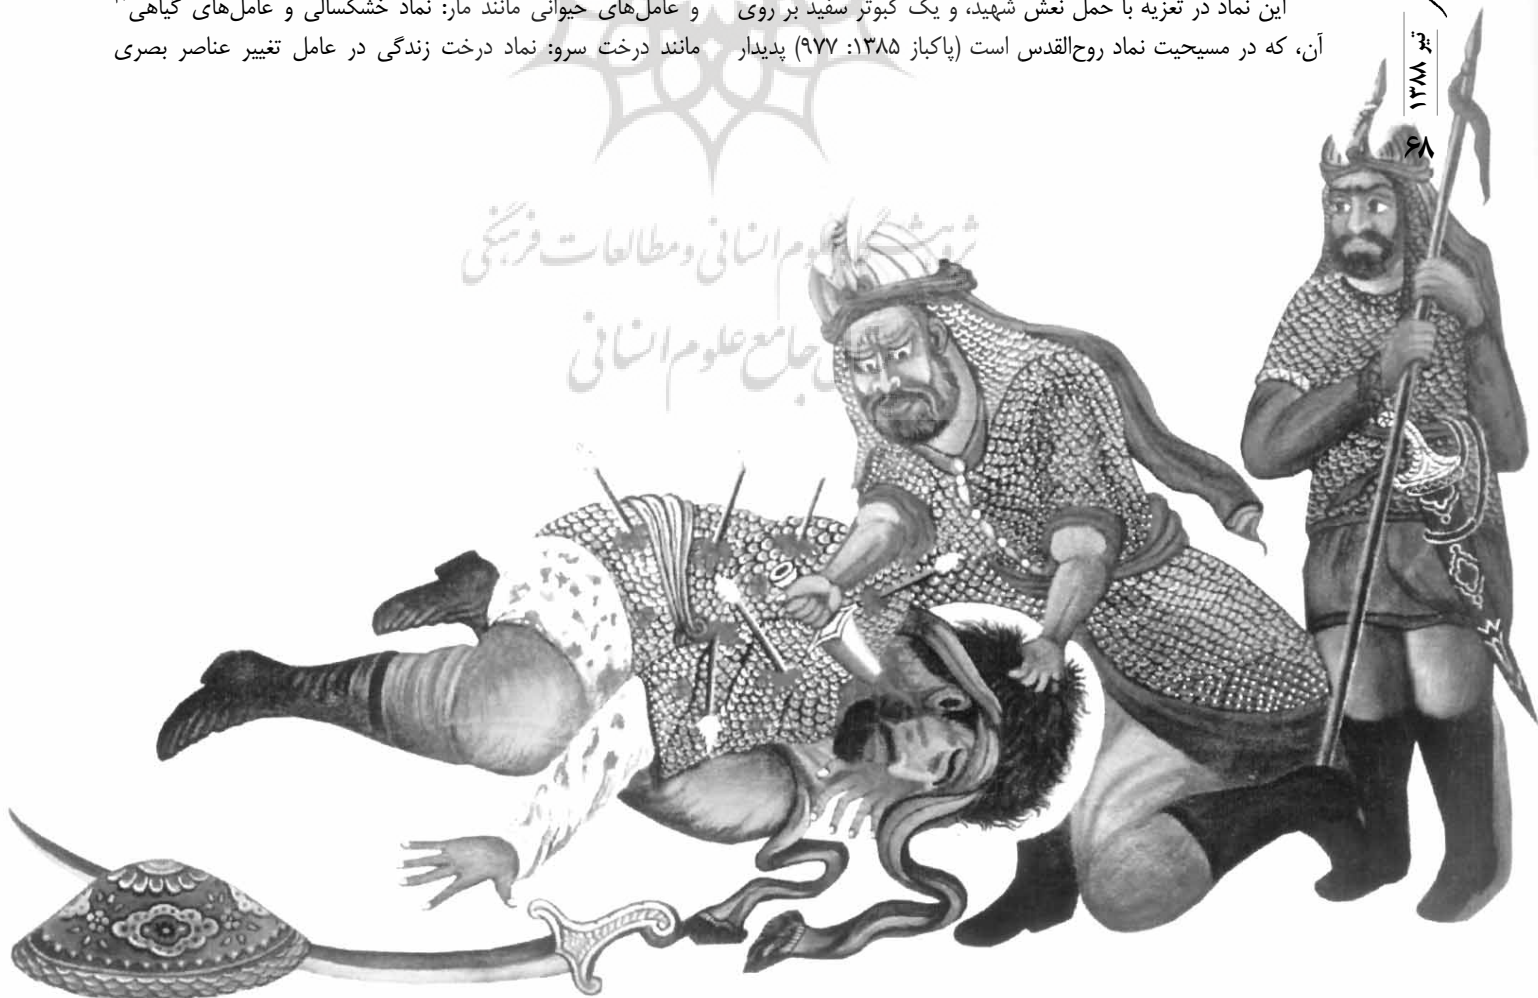 این نماد در تعزیه با حمل نعش شهید، و یک کبوتر سفید بر روی
آن، که در مسیحیت نماد روح‌القدس است (پاکباز ۱۳۸۵: ۹۷۷) پدیدار
و عامل‌های حیوانی مانند مار: نماد خشکسالی و عامل‌های گیاهی
مانند درخت سرو: نماد درخت زندگی در عامل تغییر عناصر بصری
تیر ۱۳۸۸
۶۸
پژوهشگاه علوم انسانی و مطالعات فرهنگی
جامع علوم انسانی